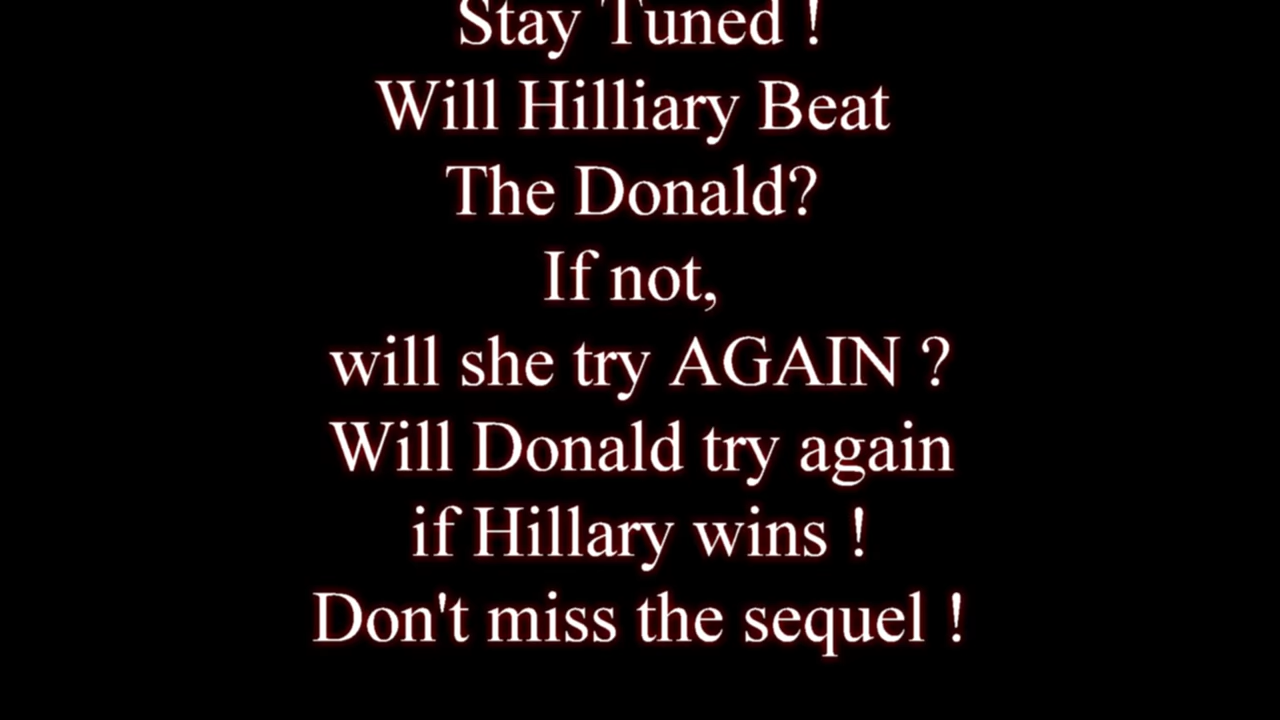 Stay Tuned !
Will Hilliary Beat
The Donald?
If not,
will she try AGAIN ?
Will Donald try again
if Hillary wins !
Don't miss the sequel !